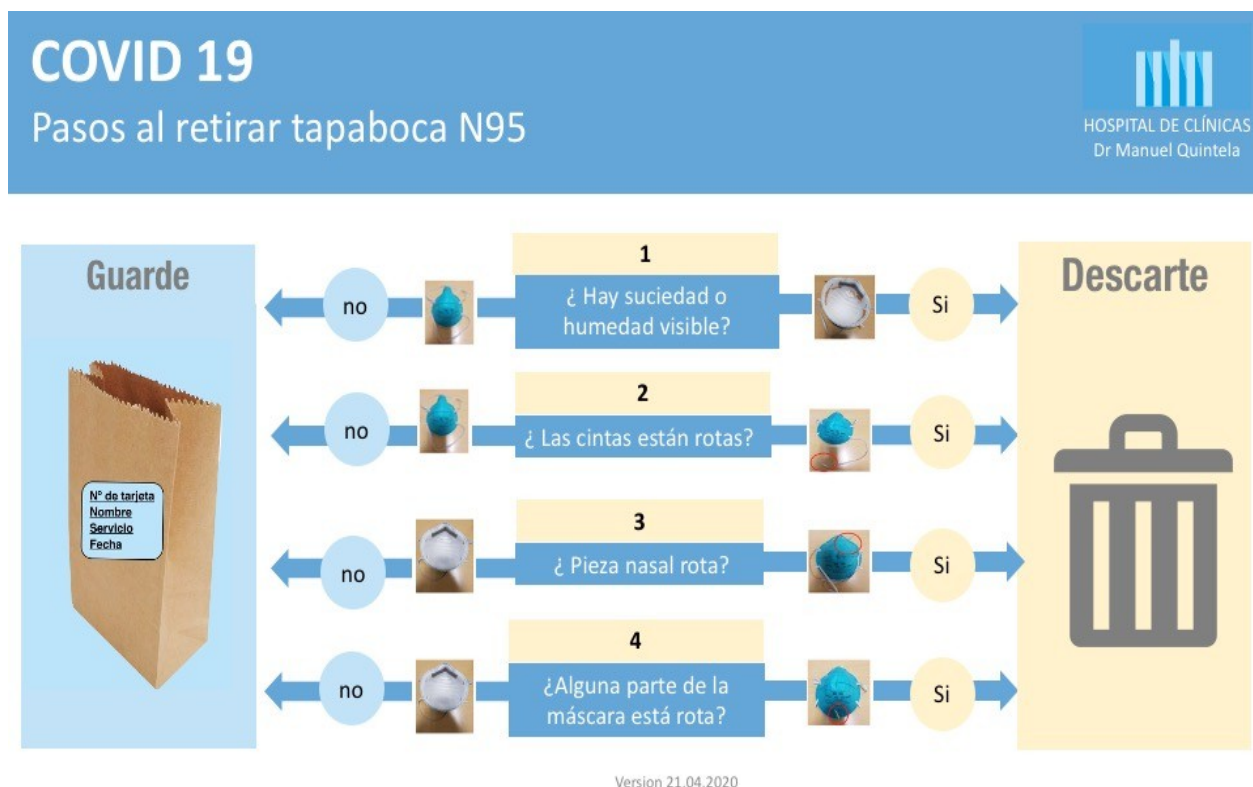 COVID 19
Pasos al retirar tapaboca N95
HOSPITAL DE CLÍNICAS
Dr Manuel Quintela
Guarde
Nº de tarjeta
Nombre
Servicio
Fecha
1
¿ Hay suciedad o
humedad visible?
no
Si
2
¿ Las cintas están rotas?
no
Si
3
¿ Pieza nasal rota?
no
Si
4
¿Alguna parte de la
máscara está rota?
no
Si
Descarte
Version 21.04.2020